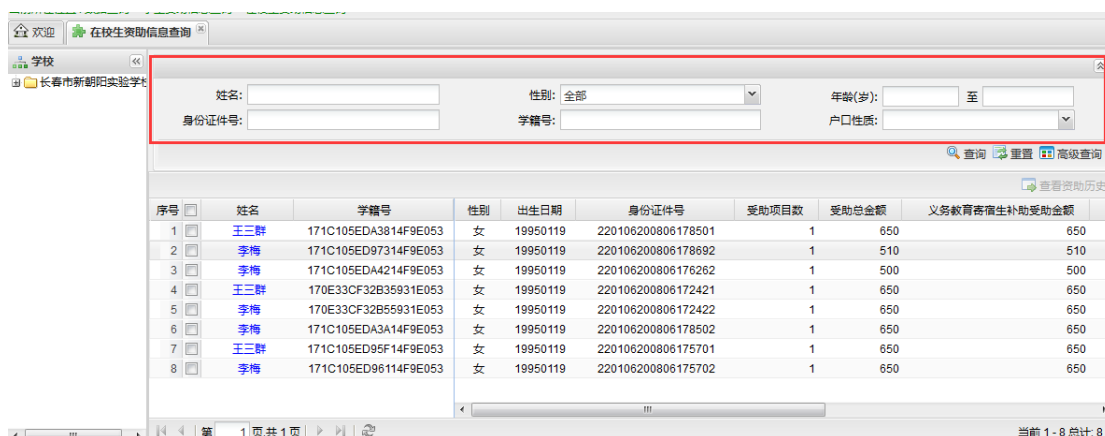 欢迎 在校生资助信息查询
学校
长春市新朝阳实验学校
姓名: 性别: 全部 年龄(岁): 至
身份证件号: 学籍号: 户口性质:
查询 重置 高级查询
查看资助历史
序号 姓名 学籍号 性别 出生日期 身份证件号 受助项目数 受助总金额 义务教育寄宿生补助受助金额
1 王三群 171C105EDA3814F9E053 女 19950119 220106200806178501 1 650 650
2 李梅 171C105ED97314F9E053 女 19950119 220106200806178692 1 510 510
3 李梅 171C105EDA4214F9E053 女 19950119 220106200806176262 1 500 500
4 王三群 170E33CF32B35931E053 女 19950119 220106200806172421 1 650 650
5 李梅 170E33CF32B55931E053 女 19950119 220106200806172422 1 650 650
6 李梅 171C105EDA3A14F9E053 女 19950119 220106200806178502 1 650 650
7 王三群 171C105ED95F14F9E053 女 19950119 220106200806175701 1 650 650
8 李梅 171C105ED96114F9E053 女 19950119 220106200806175702 1 650 650
第 1 页,共 1 页 当前 1 - 8 总计: 8